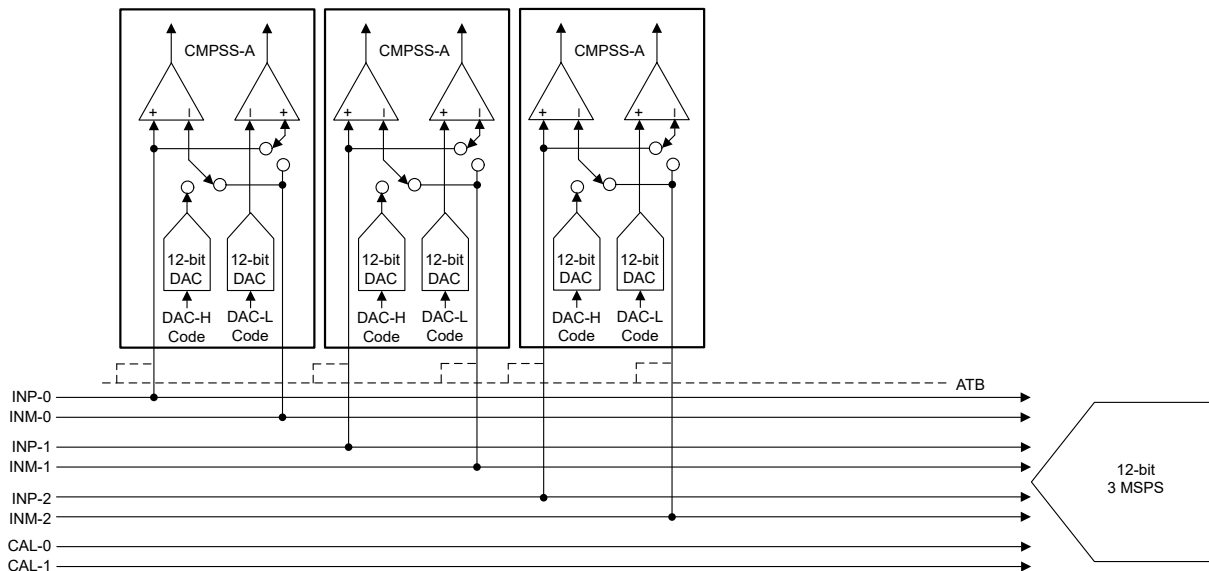 CMPSS-A CMPSS-A CMPSS-A
+ − − + + − + − + − + −
12-bit 12-bit 12-bit 12-bit 12-bit 12-bit
DAC DAC DAC DAC DAC DAC
DAC-H DAC-L DAC-H DAC-L DAC-H DAC-L
Code Code Code Code Code Code
ATB
INP-0
INM-0
INP-1
INM-1
12-bit
3 MSPS
INP-2
INM-2
CAL-0
CAL-1